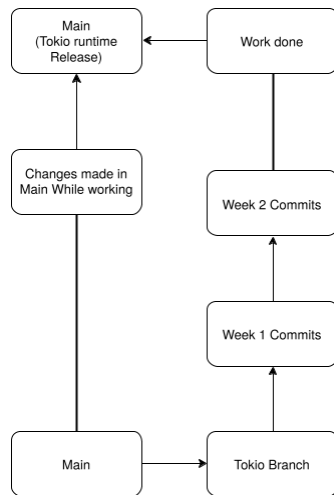 Main
(Tokio runtime
Release)
Work done
Changes made in
Main While working
Week 2 Commits
Week 1 Commits
Main
Tokio Branch